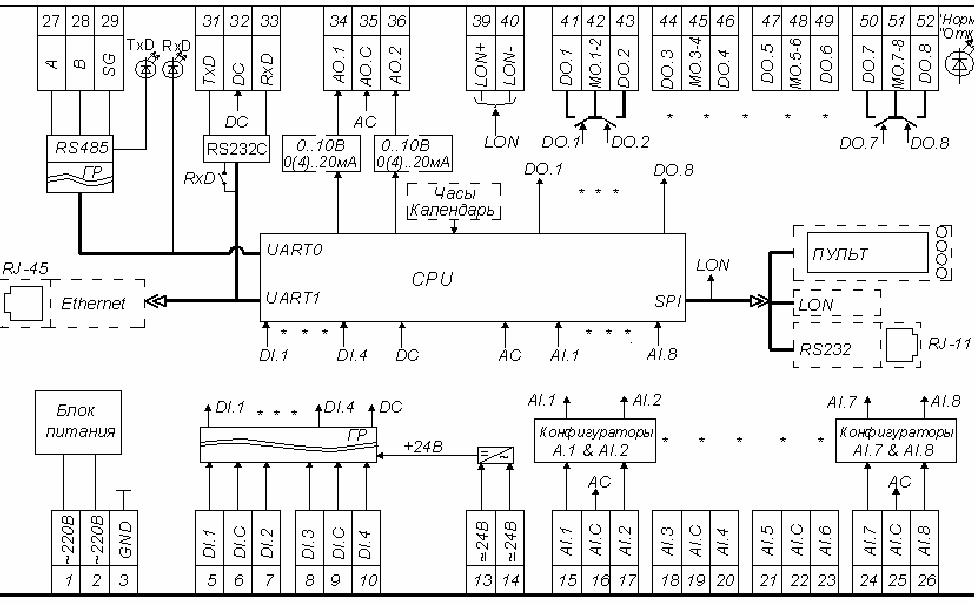 27 28 29 31 32 33 34 35 36 39 40 41 42 43 44 45 46 47 48 49 50 51 52 "Норм
"Отк
A B SG TxD RxD TxD DC RxD AO.1 AO.C AO.2 LON+ LON- DO.1 MO.1-2 DO.2 DO.3 MO.3-4 DO.4 DO.5 MO.5-6 DO.6 DO.7 MO.7-8 DO.8
DC AC * * * * *
RS485 RS232C 0..10В 0..10В LON DO.1 DO.2 DO.7 DO.8
0(4)..20мА 0(4)..20мА
ГР RxD DO.1 * * * DO.8
Часы
Календарь
UART0 CPU LON ПУЛЬТ
RJ-45
Ethernet UART1 SPI LON
* * * * * *
DI.1 DI.4 DC AC AI.1 AI.8 RS232 RJ-11
Блок
питания
DI.1 * * * DI.4 DC AI.1 AI.2 AI.7 AI.8
ГР +24В = ~ Конфигураторы * * * * * Конфигураторы
A.1 & AI.2 AI.7 & AI.8
AC AC
~220В ~220В GND DI.1 DI.C DI.2 DI.3 DI.C DI.4 ≂24В ≂24В AI.1 AI.C AI.2 AI.3 AI.C AI.4 AI.5 AI.C AI.6 AI.7 AI.C AI.8
1 2 3 5 6 7 8 9 10 13 14 15 16 17 18 19 20 21 22 23 24 25 26